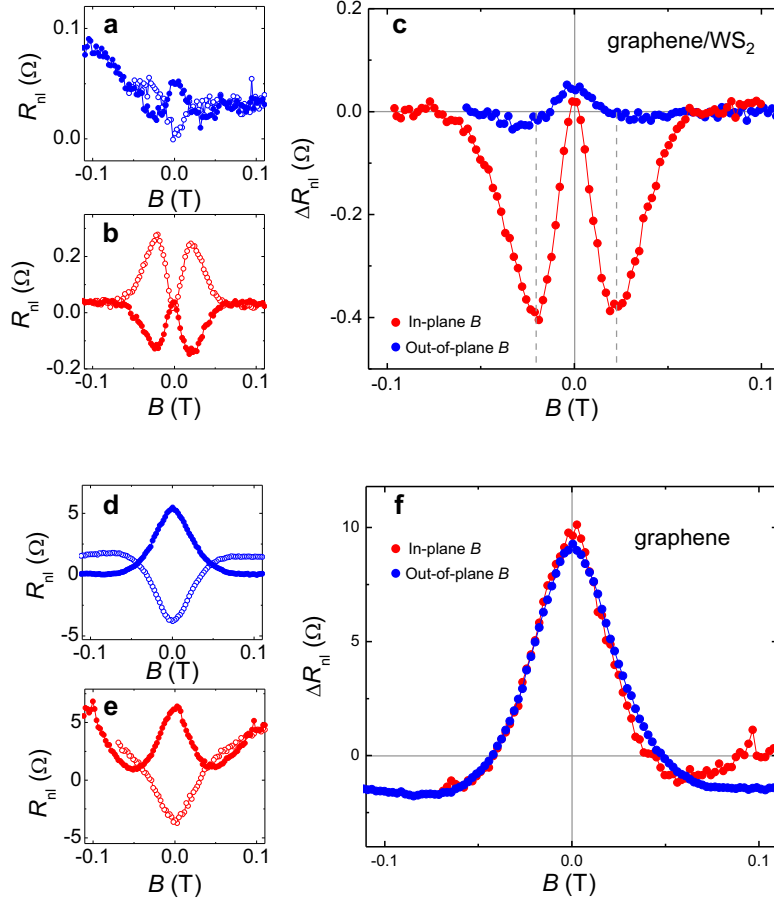 a
0.1
0.0
R_nl (Ω)
-0.1 0.0 0.1
B (T)
b
0.2
0.0
-0.2
R_nl (Ω)
-0.1 0.0 0.1
B (T)
c
graphene/WS₂
0.2
0.0
-0.2
-0.4
ΔR_nl (Ω)
In-plane B
Out-of-plane B
-0.1 0.0 0.1
B (T)
d
5
0
-5
R_nl (Ω)
-0.1 0.0 0.1
B (T)
e
5
0
-5
R_nl (Ω)
-0.1 0.0 0.1
B (T)
f
graphene
10
5
0
ΔR_nl (Ω)
In-plane B
Out-of-plane B
-0.1 0.0 0.1
B (T)